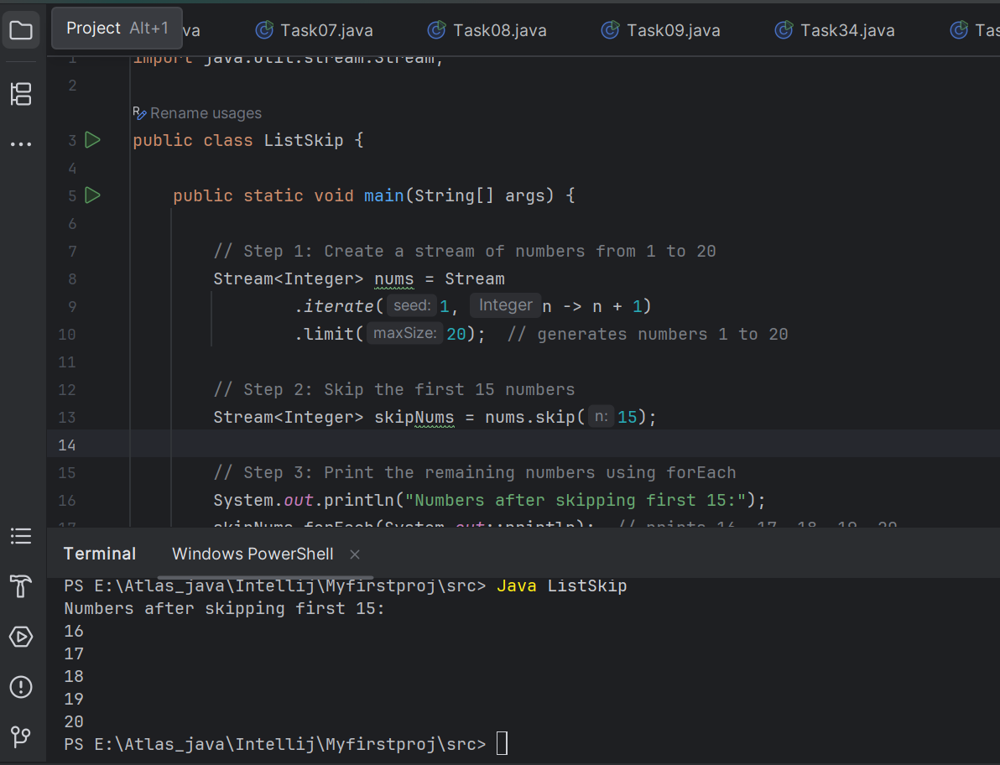 Project Alt+1 va Task07.java Task08.java Task09.java Task34.java Tas
1 import java.util.stream.Stream;
2
Rename usages
3 public class ListSkip {
4
5 public static void main(String[] args) {
6
7 // Step 1: Create a stream of numbers from 1 to 20
8 Stream<Integer> nums = Stream
9 .iterate( seed: 1, Integer n -> n + 1)
10 .limit( maxSize: 20); // generates numbers 1 to 20
11
12 // Step 2: Skip the first 15 numbers
13 Stream<Integer> skipNums = nums.skip( n: 15);
14
15 // Step 3: Print the remaining numbers using forEach
16 System.out.println("Numbers after skipping first 15:");
17 skipNums.forEach(System.out::println); // prints 16, 17, 18, 19, 20
Terminal Windows PowerShell
PS E:\Atlas_java\Intellij\Myfirstproj\src> Java ListSkip
Numbers after skipping first 15:
16
17
18
19
20
PS E:\Atlas_java\Intellij\Myfirstproj\src>